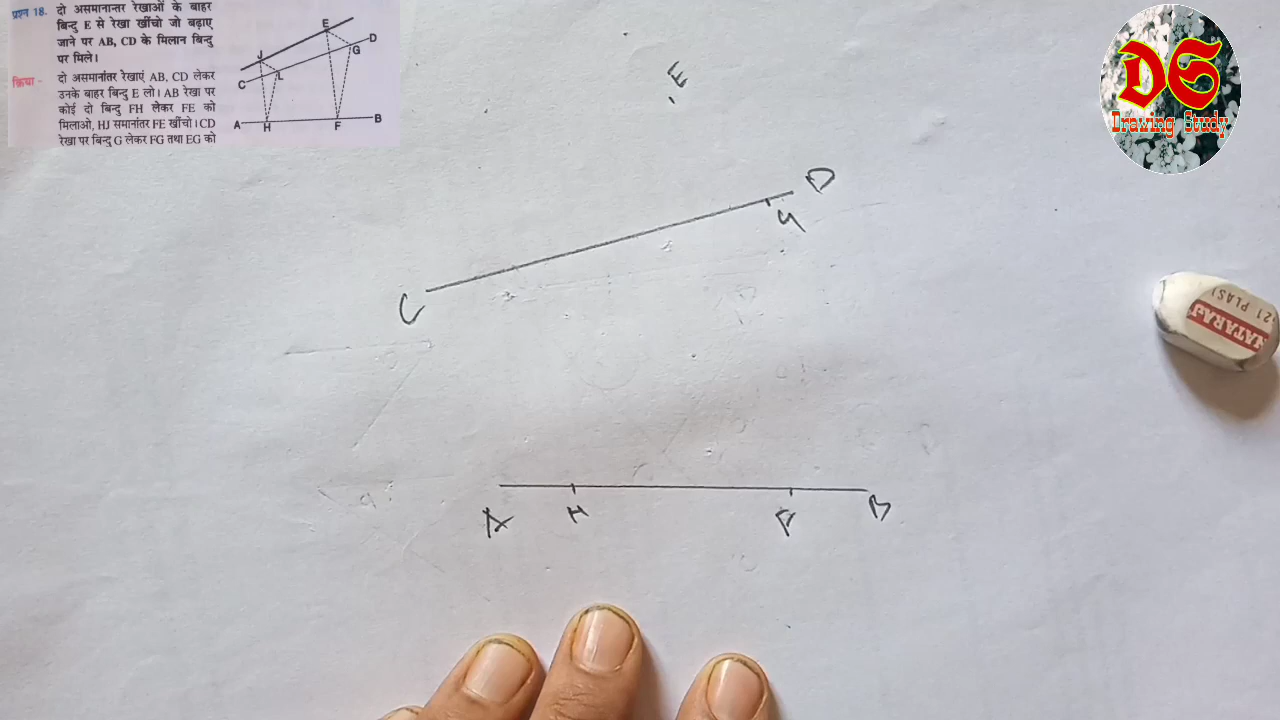 प्रश्न 18. दो असमानान्तर रेखाओं के बाहर
बिन्दु E से रेखा खींचो जो बढ़ाए
जाने पर AB, CD के मिलान बिन्दु
पर मिले।
क्रिया - दो असमानांतर रेखाएं AB, CD लेकर
उनके बाहर बिन्दु E लो। AB रेखा पर
कोई दो बिन्दु FH लेकर FE को
मिलाओ, HJ समानांतर FE खींचो। CD
रेखा पर बिन्दु G लेकर FG तथा EG को
E
D
G
J
L
C
A
H
F
B
DS
Drawing Study
E
D
G
C
A
H
F
B
NATARAJ
21 PLAS